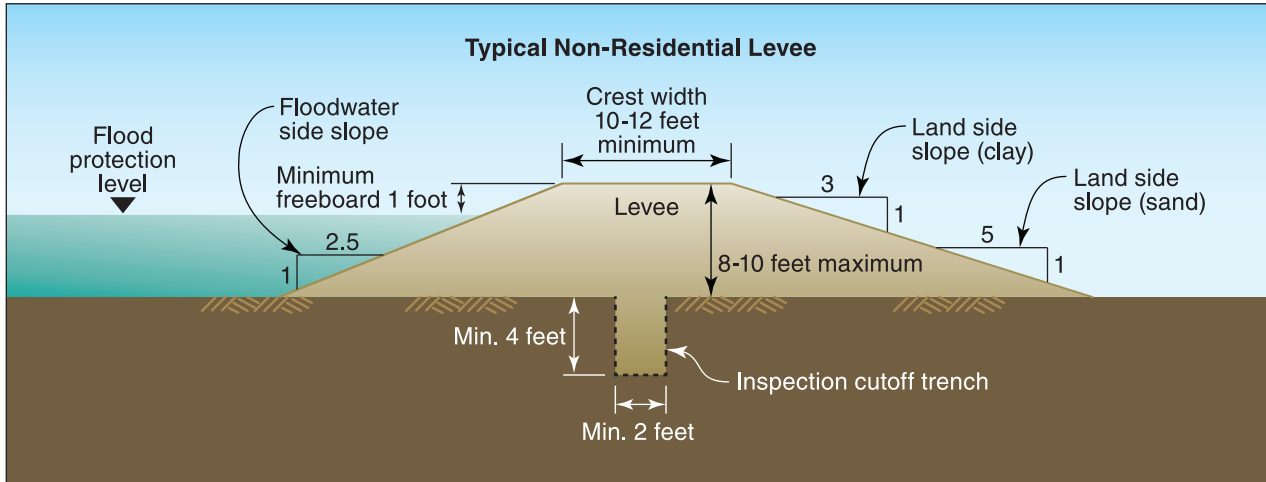 Typical Non-Residential Levee
Floodwater
side slope
Crest width
10-12 feet
minimum
Land side
slope (clay)
Flood
protection
level
Minimum
freeboard 1 foot
Land side
slope (sand)
3
1
Levee
2.5
1
5
1
8-10 feet maximum
Min. 4 feet
Inspection cutoff trench
Min. 2 feet